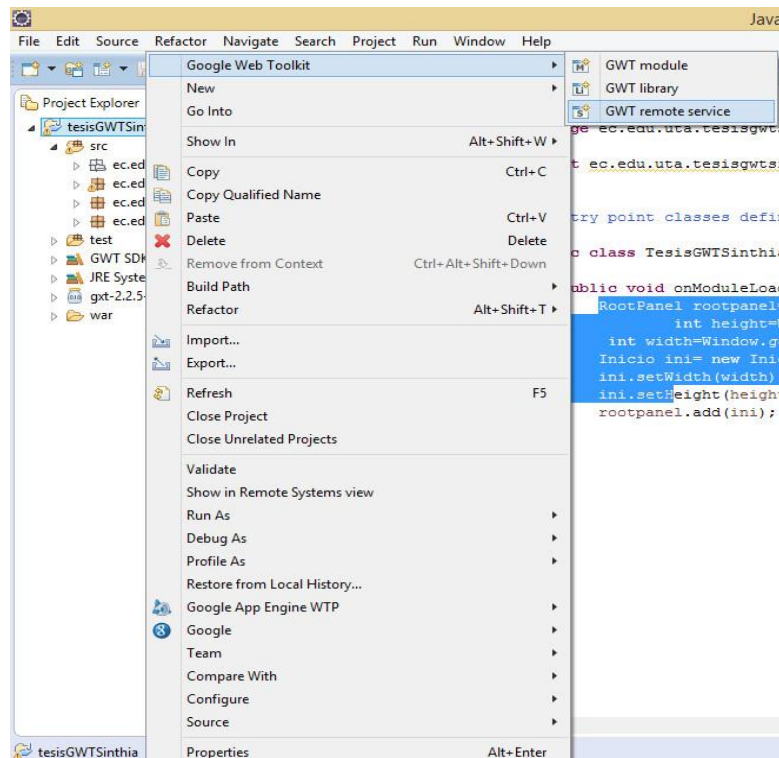 Java
File Edit Source Refactor Navigate Search Project Run Window Help
Google Web Toolkit
GWT module
New
GWT library
Go Into
GWT remote service
Project Explorer
tesisGWTSin
src
ec.ed
ec.ed
ec.ed
ec.ed
test
GWT SDK
JRE Syste
gxt-2.2.5-
war
Show In Alt+Shift+W
Copy Ctrl+C
Copy Qualified Name
Paste Ctrl+V
Delete Delete
Remove from Context Ctrl+Alt+Shift+Down
Build Path
Refactor Alt+Shift+T
Import...
Export...
Refresh F5
Close Project
Close Unrelated Projects
Validate
Show in Remote Systems view
Run As
Debug As
Profile As
Restore from Local History...
Google App Engine WTP
Google
Team
Compare With
Configure
Source
Properties Alt+Enter
ge ec.edu.uta.tesisgwts
t ec.edu.uta.tesisgwts
try point classes defi
c class TesisGWTSinthia
ublic void onModuleLoa
RootPanel rootpanel=
int height=
int width=Window.g
Inicio ini= new Ini
ini.setWidth(width)
ini.setHeight(heigh
rootpanel.add(ini);
tesisGWTSinthia